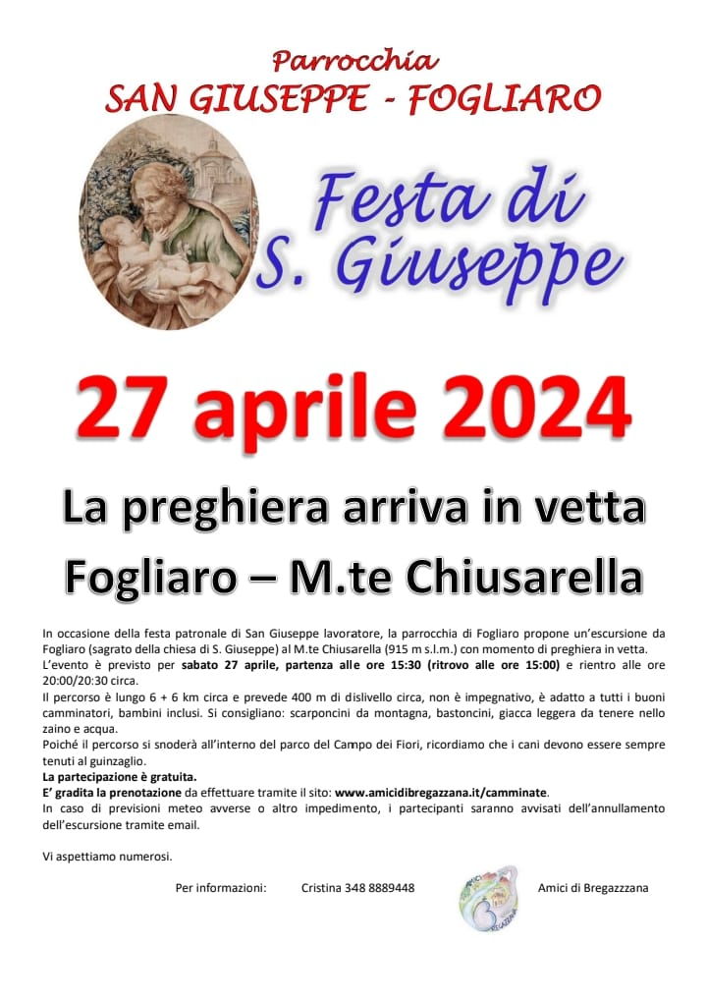 Parrocchia
SAN GIUSEPPE - FOGLIARO
Festa di
S. Giuseppe
27 aprile 2024
La preghiera arriva in vetta
Fogliaro – M.te Chiusarella
In occasione della festa patronale di San Giuseppe lavoratore, la parrocchia di Fogliaro propone un'escursione da
Fogliaro (sagrato della chiesa di S. Giuseppe) al M.te Chiusarella (915 m s.l.m.) con momento di preghiera in vetta.
L'evento è previsto per sabato 27 aprile, partenza alle ore 15:30 (ritrovo alle ore 15:00) e rientro alle ore
20:00/20:30 circa.
Il percorso è lungo 6 + 6 km circa e prevede 400 m di dislivello circa, non è impegnativo, è adatto a tutti i buoni
camminatori, bambini inclusi. Si consigliano: scarponcini da montagna, bastoncini, giacca leggera da tenere nello
zaino e acqua.
Poiché il percorso si snoderà all'interno del parco del Campo dei Fiori, ricordiamo che i cani devono essere sempre
tenuti al guinzaglio.
La partecipazione è gratuita.
E' gradita la prenotazione da effettuare tramite il sito: www.amicidibregazzana.it/camminate.
In caso di previsioni meteo avverse o altro impedimento, i partecipanti saranno avvisati dell'annullamento
dell'escursione tramite email.
Vi aspettiamo numerosi.
Per informazioni: Cristina 348 8889448 Amici di Bregazzzana
AMICI
BREGAZZANA